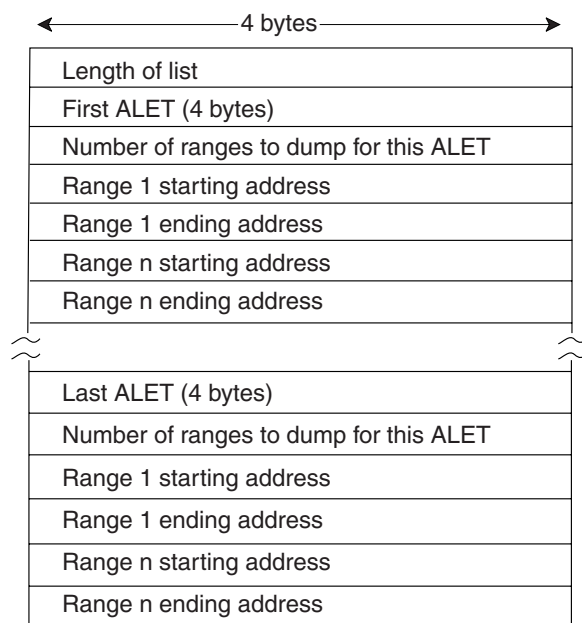 4 bytes
Length of list
First ALET (4 bytes)
Number of ranges to dump for this ALET
Range 1 starting address
Range 1 ending address
Range n starting address
Range n ending address
Last ALET (4 bytes)
Number of ranges to dump for this ALET
Range 1 starting address
Range 1 ending address
Range n starting address
Range n ending address